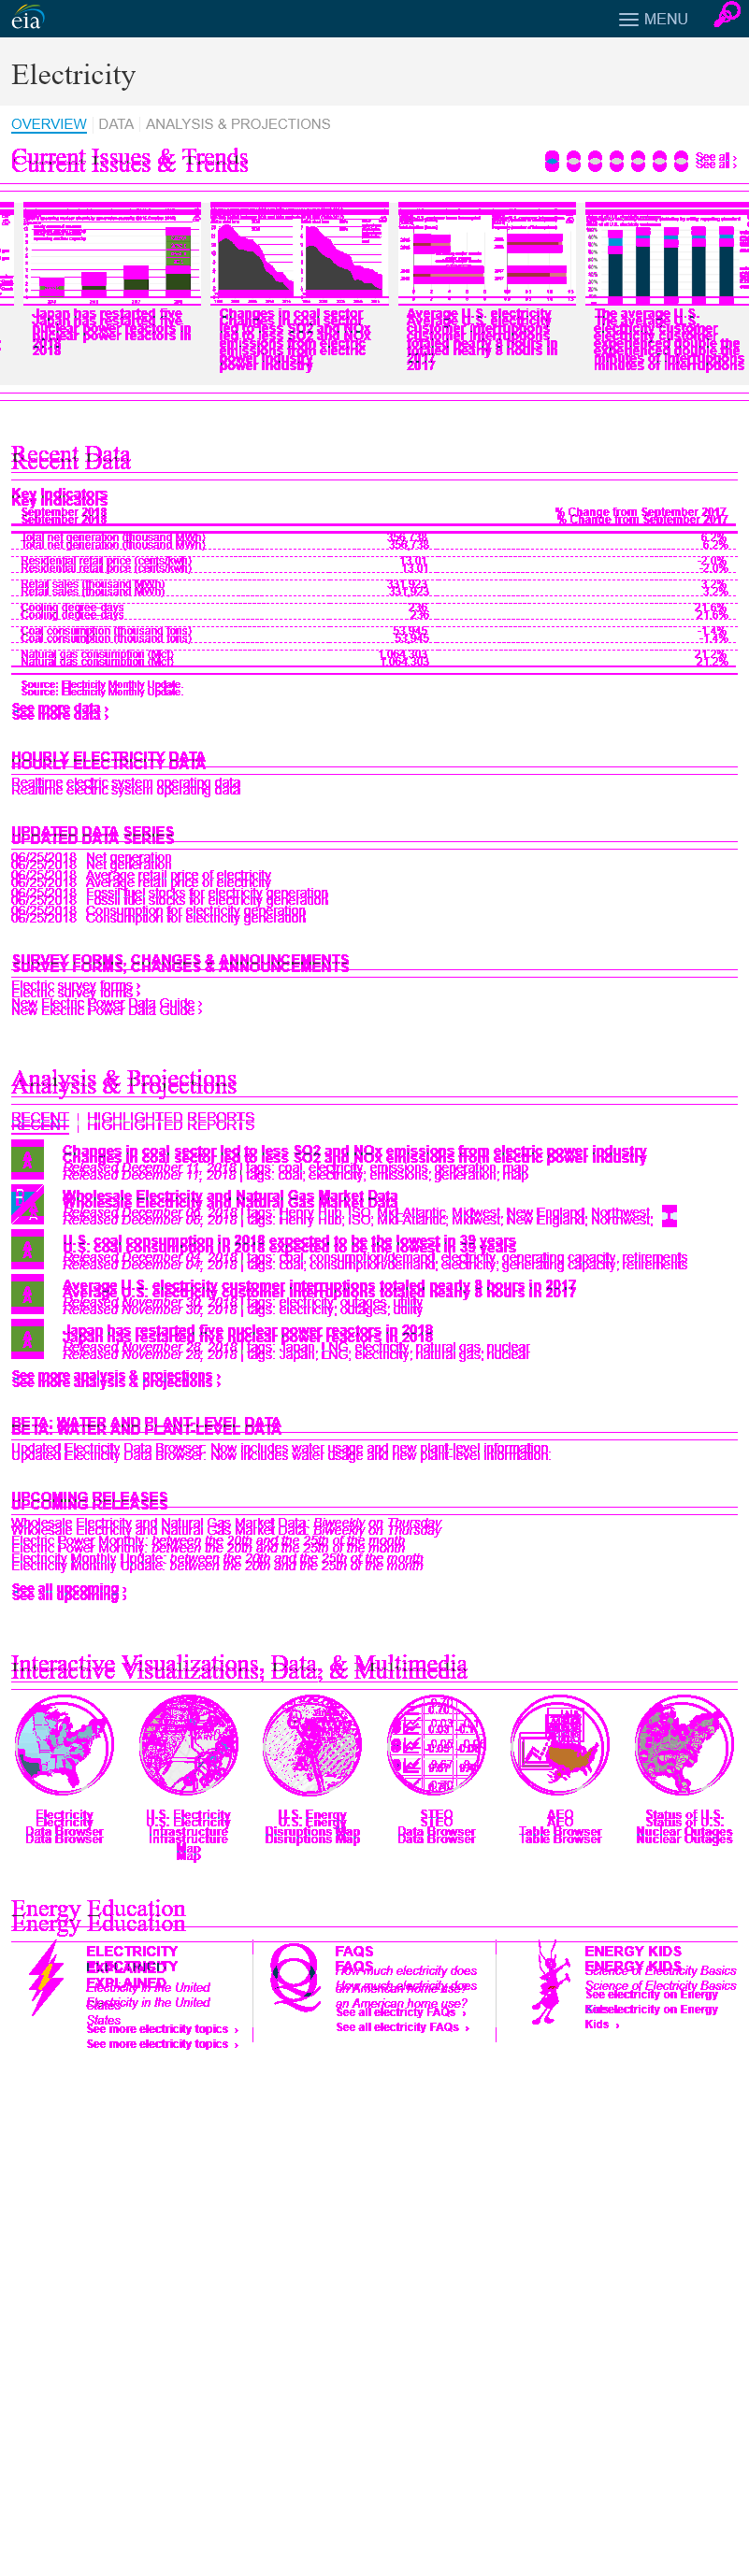 eia
MENU
Electricity
OVERVIEW DATA ANALYSIS & PROJECTIONS
Current Issues & Trends
See all ›
Japan has restarted five
nuclear power reactors in
2018
Changes in coal sector
led to less SO2 and NOx
emissions from electric
power industry
Average U.S. electricity
customer interruptions
totaled nearly 8 hours in
2017
The average U.S.
electricity customer
experienced double the
minutes of interruptions
Recent Data
Key Indicators
September 2018 % Change from September 2017
Total net generation (thousand MWh) 356,738 6.2%
Residential retail price (cents/kwh) 13.01 -2.0%
Retail sales (thousand MWh) 331,923 3.2%
Cooling degree-days 236 21.6%
Coal consumption (thousand tons) 53,945 -1.4%
Natural gas consumption (Mcf) 1,064,303 21.2%
Source: Electricity Monthly Update.
See more data ›
HOURLY ELECTRICITY DATA
Realtime electric system operating data
UPDATED DATA SERIES
06/25/2018 Net generation
06/25/2018 Average retail price of electricity
06/25/2018 Fossil fuel stocks for electricity generation
06/25/2018 Consumption for electricity generation
SURVEY FORMS, CHANGES & ANNOUNCEMENTS
Electric survey forms ›
New Electric Power Data Guide ›
Analysis & Projections
RECENT | HIGHLIGHTED REPORTS
Changes in coal sector led to less SO2 and NOx emissions from electric power industry
Released December 11, 2018 | tags: coal, electricity, emissions, generation, map
Wholesale Electricity and Natural Gas Market Data
Released December 06, 2018 | tags: Henry Hub, ISO, Mid-Atlantic, Midwest, New England, Northwest,
U.S. coal consumption in 2018 expected to be the lowest in 39 years
Released December 04, 2018 | tags: coal, consumption/demand, electricity, generating capacity, retirements
Average U.S. electricity customer interruptions totaled nearly 8 hours in 2017
Released November 30, 2018 | tags: electricity, outages, utility
Japan has restarted five nuclear power reactors in 2018
Released November 28, 2018 | tags: Japan, LNG, electricity, natural gas, nuclear
See more analysis & projections ›
BETA: WATER AND PLANT-LEVEL DATA
Updated Electricity Data Browser: Now includes water usage and new plant-level information.
UPCOMING RELEASES
Wholesale Electricity and Natural Gas Market Data: Biweekly on Thursday
Electric Power Monthly: between the 20th and the 25th of the month
Electricity Monthly Update: between the 20th and the 25th of the month
See all upcoming ›
Interactive Visualizations, Data, & Multimedia
Electricity
Data Browser
U.S. Electricity
Infrastructure
Map
U.S. Energy
Disruptions Map
STEO
Data Browser
AEO
Table Browser
Status of U.S.
Nuclear Outages
Energy Education
ELECTRICITY
EXPLAINED
Electricity in the United
States
See more electricity topics ›
FAQS
How much electricity does
an American home use?
See all electricity FAQs ›
ENERGY KIDS
Science of Electricity Basics
See electricity on Energy
Kids ›